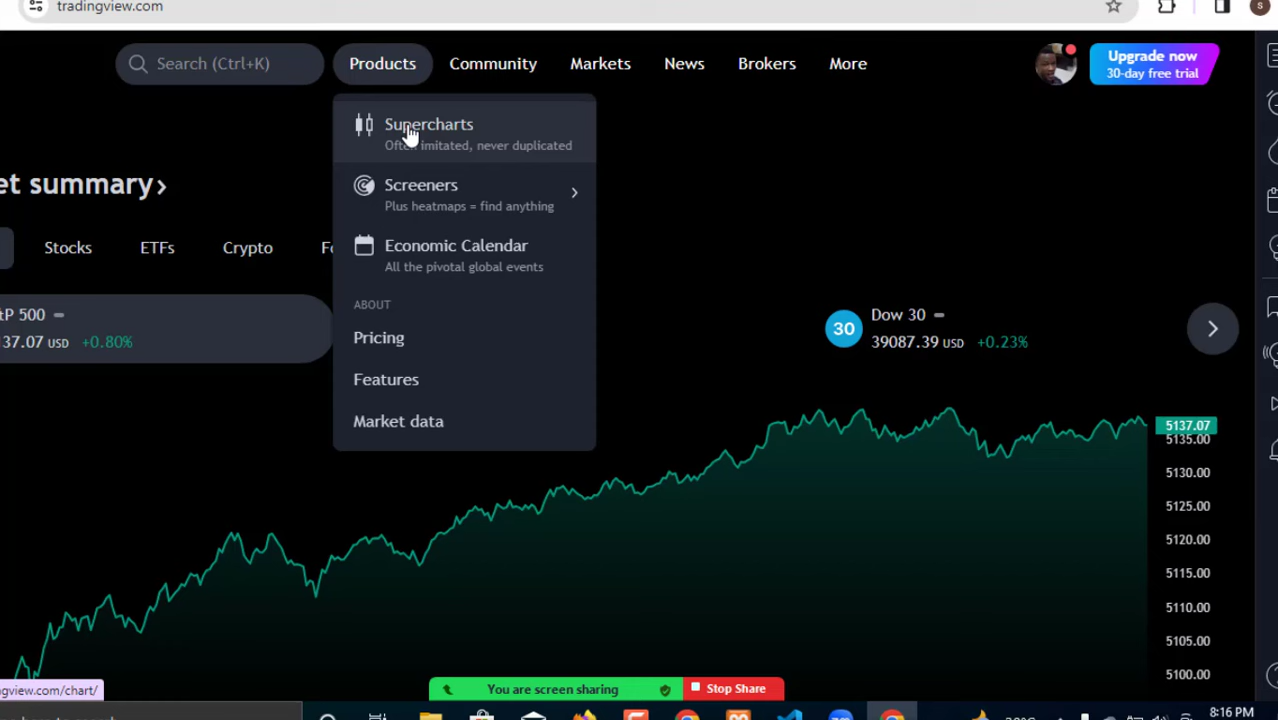 tradingview.com
Search (Ctrl+K)
Products
Community
Markets
News
Brokers
More
Upgrade now
30-day free trial
Supercharts
Often imitated, never duplicated
Screeners
Plus heatmaps = find anything
Economic Calendar
All the pivotal global events
ABOUT
Pricing
Features
Market data
et summary›
Stocks
ETFs
Crypto
P 500
37.07 USD +0.80%
30
Dow 30
39087.39 USD +0.23%
5137.07
5135.00
5130.00
5125.00
5120.00
5115.00
5110.00
5105.00
5100.00
ngview.com/chart/
You are screen sharing
Stop Share
8:16 PM